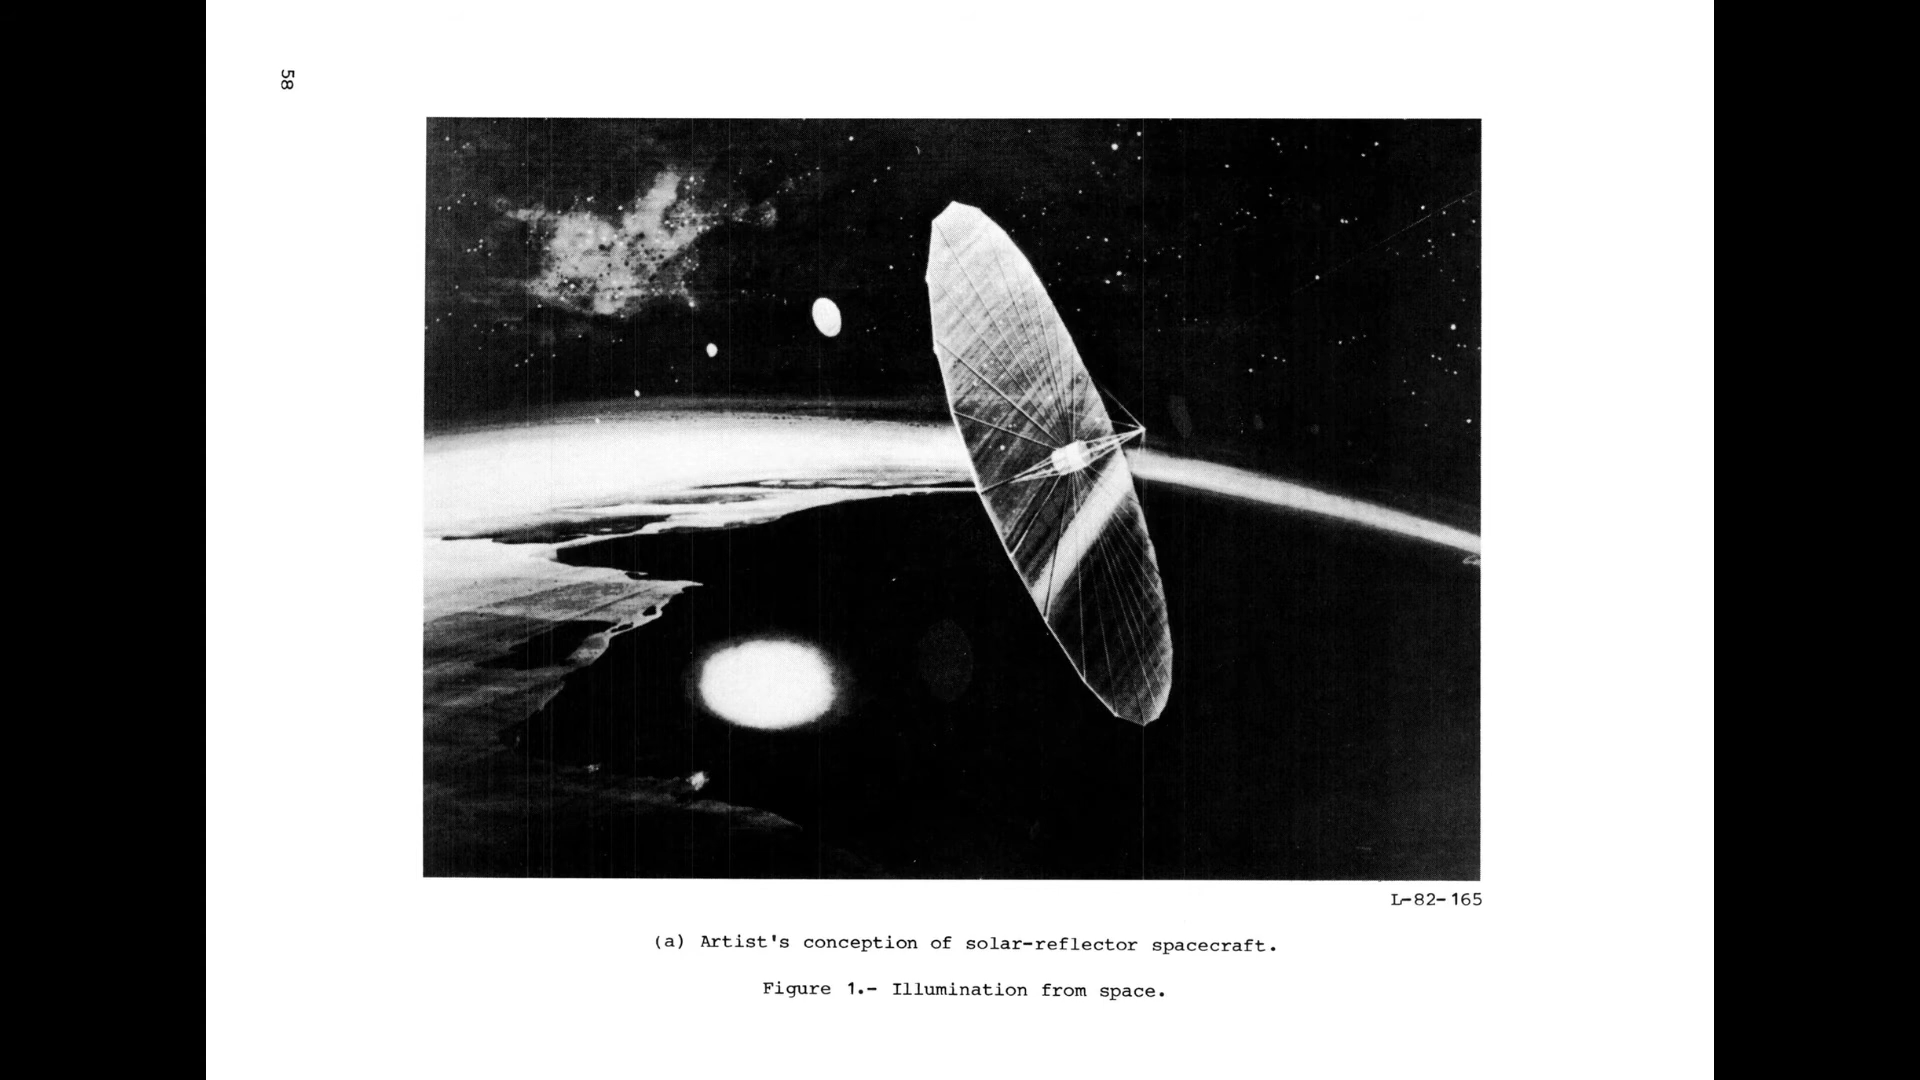 58
L-82-165
(a) Artist's conception of solar-reflector spacecraft.
Figure 1.- Illumination from space.